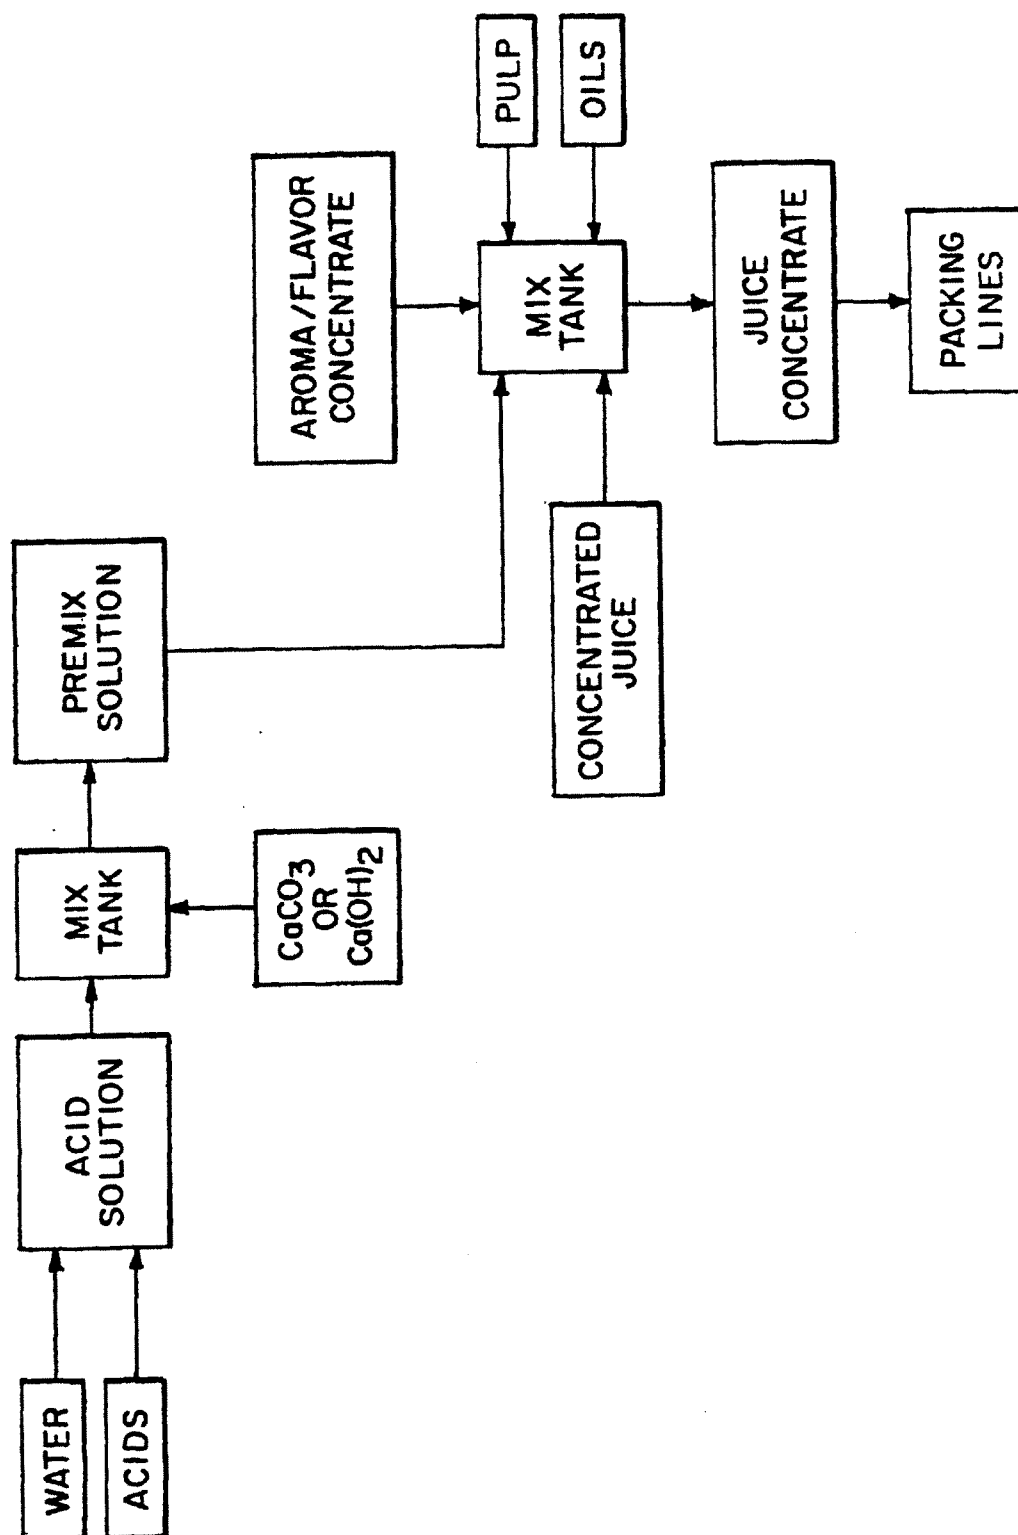 WATER
ACIDS
ACID
SOLUTION
MIX
TANK
CaCO3
OR
Ca(OH)2
PREMIX
SOLUTION
CONCENTRATED
JUICE
AROMA/FLAVOR
CONCENTRATE
MIX
TANK
PULP
OILS
JUICE
CONCENTRATE
PACKING
LINES